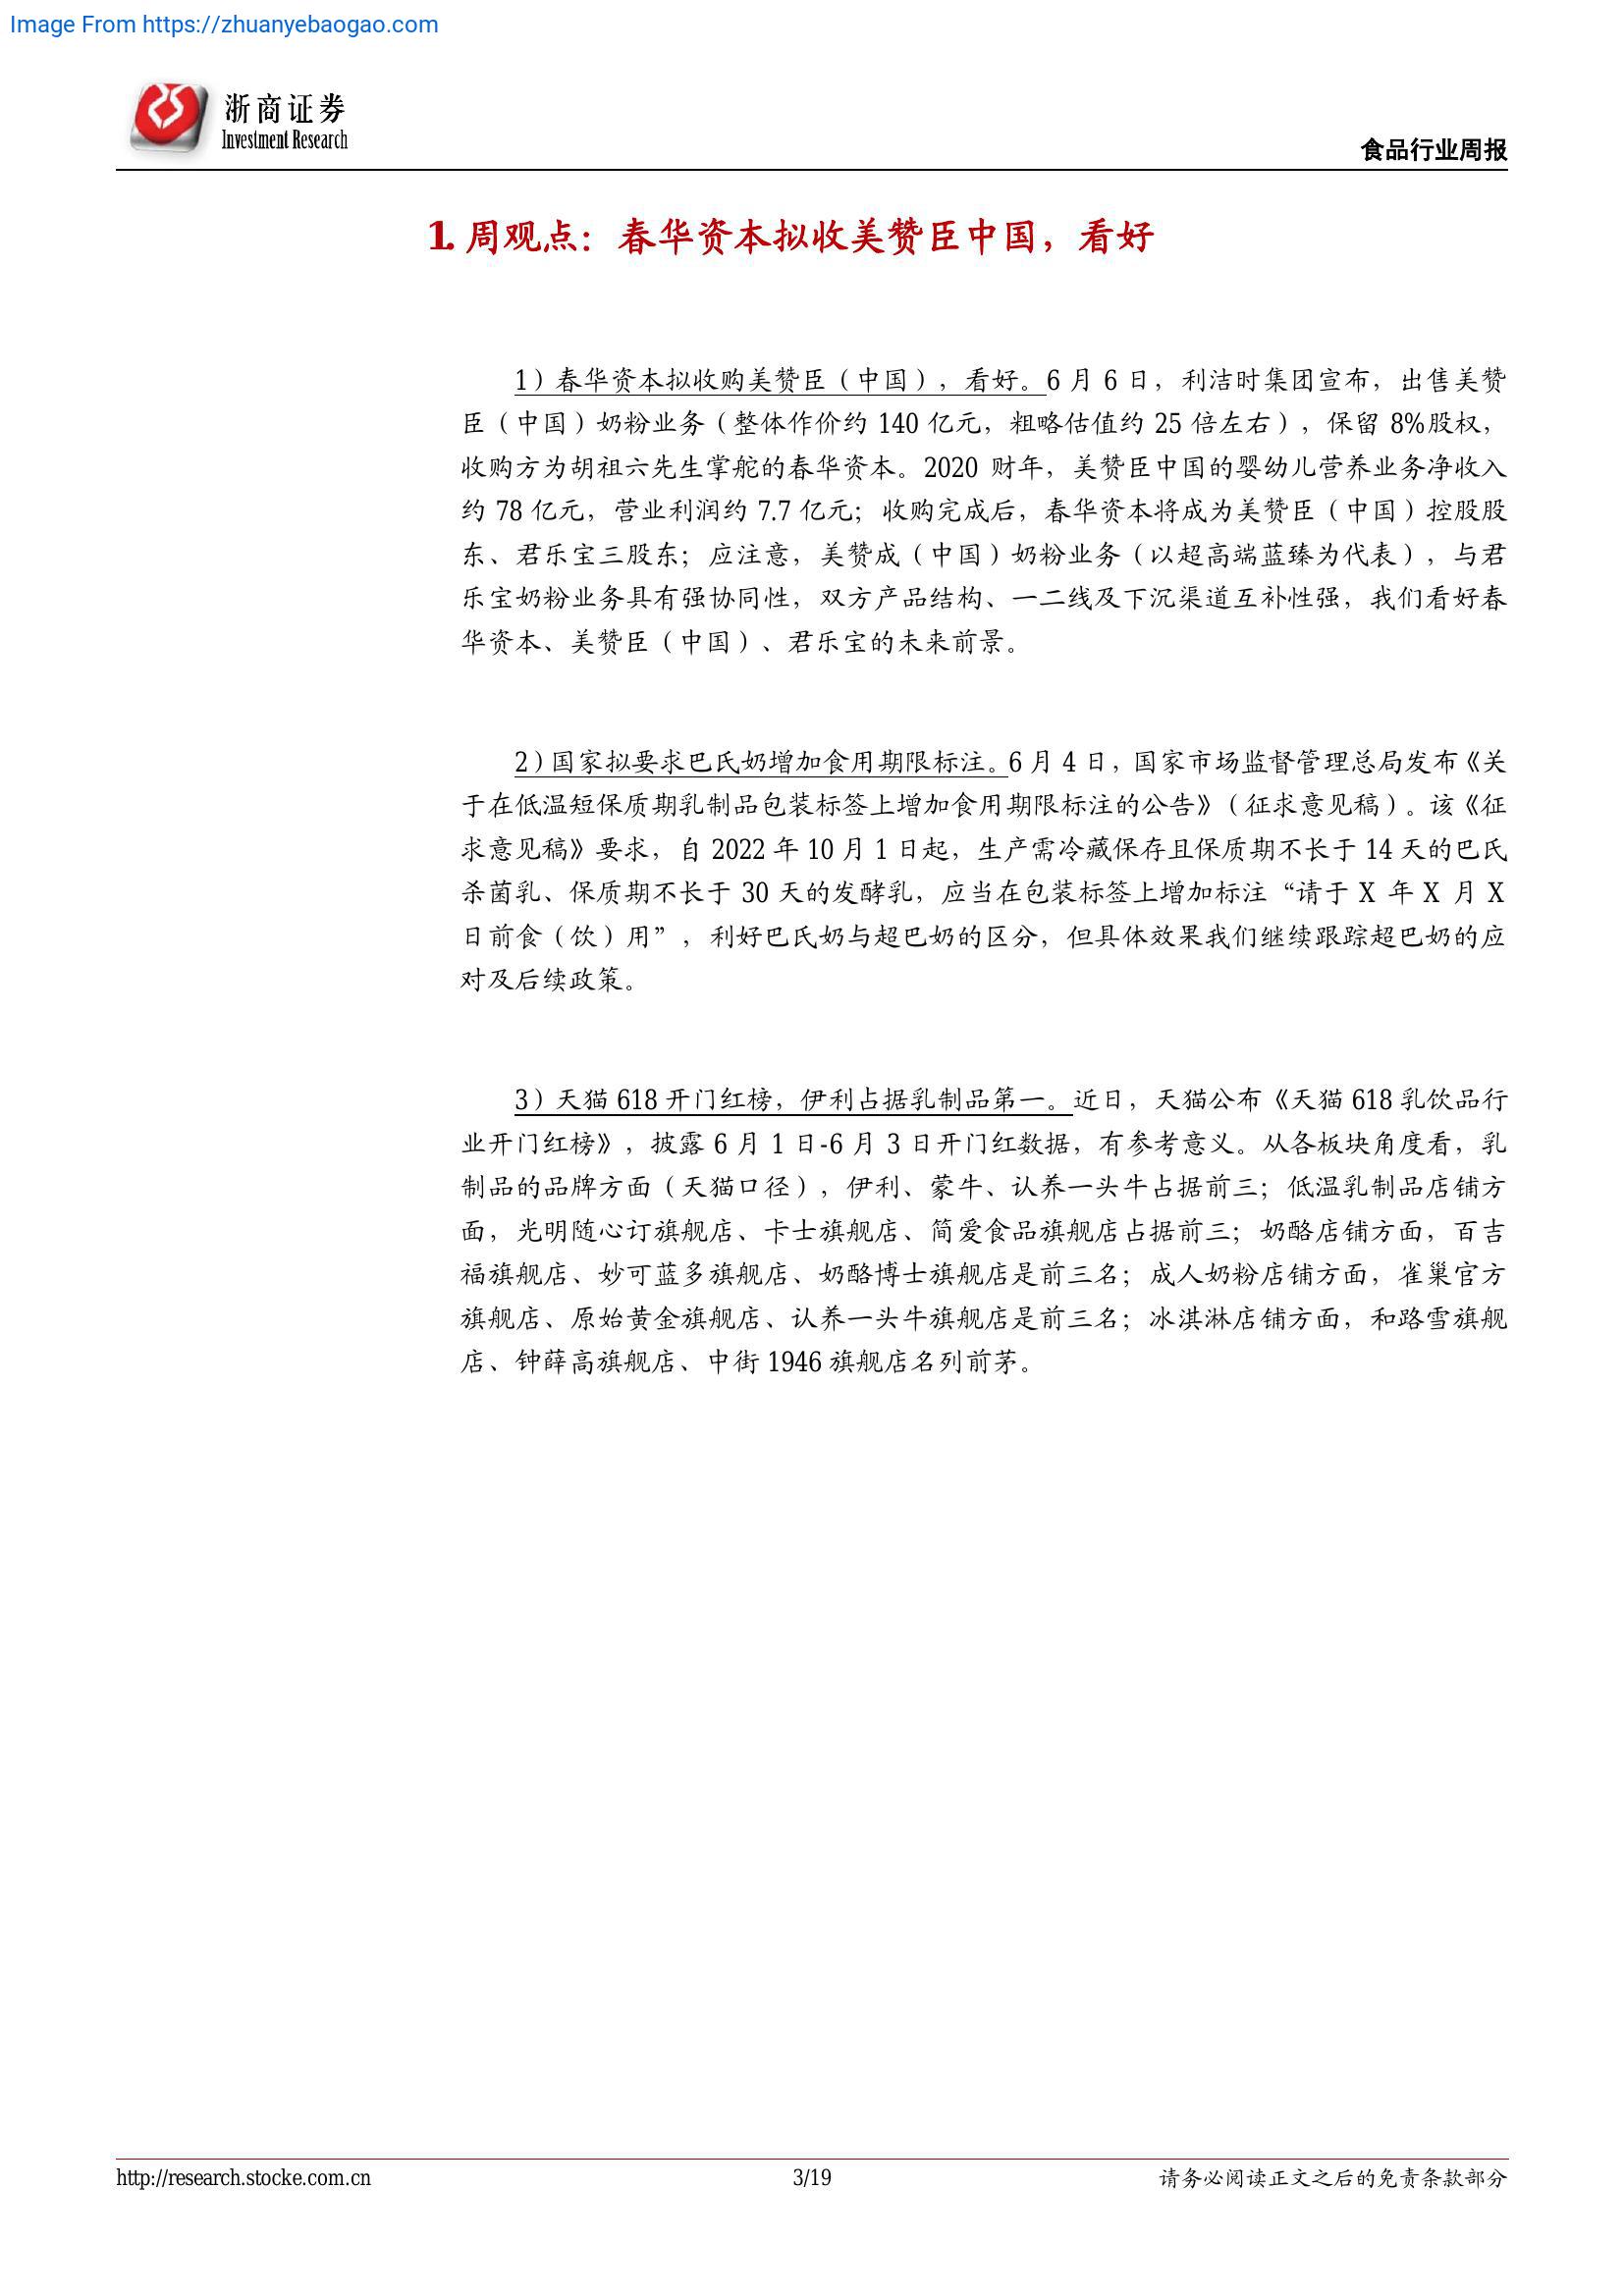 Image From https://zhuanyebaogao.com
浙商证券
Investment Research
食品行业周报
1. 周观点：春华资本拟收美赞臣中国，看好
1）春华资本拟收购美赞臣（中国），看好。6 月 6 日，利洁时集团宣布，出售美赞
臣（中国）奶粉业务（整体作价约 140 亿元，粗略估值约 25 倍左右），保留 8%股权，
收购方为胡祖六先生掌舵的春华资本。2020 财年，美赞臣中国的婴幼儿营养业务净收入
约 78 亿元，营业利润约 7.7 亿元；收购完成后，春华资本将成为美赞臣（中国）控股股
东、君乐宝三股东；应注意，美赞成（中国）奶粉业务（以超高端蓝臻为代表），与君
乐宝奶粉业务具有强协同性，双方产品结构、一二线及下沉渠道互补性强，我们看好春
华资本、美赞臣（中国）、君乐宝的未来前景。
2）国家拟要求巴氏奶增加食用期限标注。6 月 4 日，国家市场监督管理总局发布《关
于在低温短保质期乳制品包装标签上增加食用期限标注的公告》（征求意见稿）。该《征
求意见稿》要求，自 2022 年 10 月 1 日起，生产需冷藏保存且保质期不长于 14 天的巴氏
杀菌乳、保质期不长于 30 天的发酵乳，应当在包装标签上增加标注“请于 X 年 X 月 X
日前食（饮）用”，利好巴氏奶与超巴奶的区分，但具体效果我们继续跟踪超巴奶的应
对及后续政策。
3）天猫 618 开门红榜，伊利占据乳制品第一。近日，天猫公布《天猫 618 乳饮品行
业开门红榜》，披露 6 月 1 日-6 月 3 日开门红数据，有参考意义。从各板块角度看，乳
制品的品牌方面（天猫口径），伊利、蒙牛、认养一头牛占据前三；低温乳制品店铺方
面，光明随心订旗舰店、卡士旗舰店、简爱食品旗舰店占据前三；奶酪店铺方面，百吉
福旗舰店、妙可蓝多旗舰店、奶酪博士旗舰店是前三名；成人奶粉店铺方面，雀巢官方
旗舰店、原始黄金旗舰店、认养一头牛旗舰店是前三名；冰淇淋店铺方面，和路雪旗舰
店、钟薛高旗舰店、中街 1946 旗舰店名列前茅。
http://research.stocke.com.cn
3/19
请务必阅读正文之后的免责条款部分